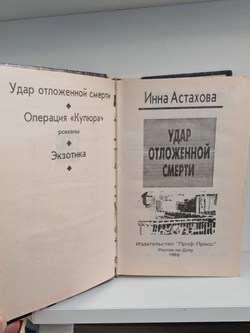 Удар отложенной смерти
Операция «Купюра»
романы
Экзотика
Инна Астахова
УДАР
ОТЛОЖЕННОЙ
СМЕРТИ
Издательство "Проф-Пресс"
Ростов-на-Дону